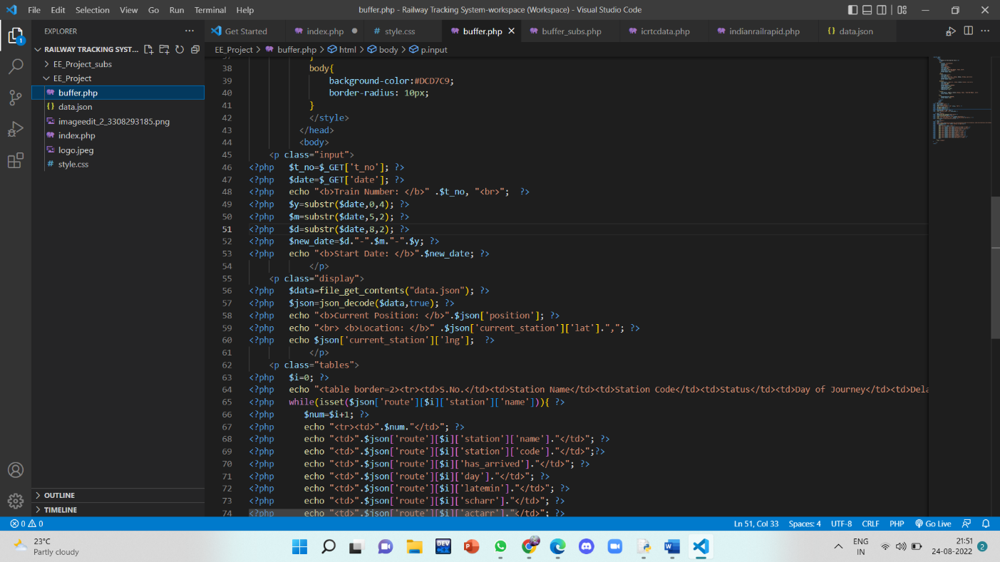 File Edit Selection View Go Run Terminal Help
buffer.php - Railway Tracking System-workspace (Workspace) - Visual Studio Code
EXPLORER
Get Started
index.php
style.css
buffer.php
buffer_subs.php
icrtcdata.php
indianrailrapid.php
data.json
RAILWAY TRACKING SYST...
EE_Project > buffer.php > html > body > p.input
1
EE_Project_subs
EE_Project
buffer.php
data.json
imageedit_2_3308293185.png
index.php
logo.jpeg
style.css
37 }
38 body{
39 background-color:#DCD7C9;
40 border-radius: 10px;
41 }
42 </style>
43 </head>
44 <body>
45 <p class="input">
46 <?php $t_no=$_GET['t_no']; ?>
47 <?php $date=$_GET['date']; ?>
48 <?php echo "<b>Train Number: </b>" .$t_no, "<br>"; ?>
49 <?php $y=substr($date,0,4); ?>
50 <?php $m=substr($date,5,2); ?>
51 <?php $d=substr($date,8,2); ?>
52 <?php $new_date=$d."-".$m."-".$y; ?>
53 <?php echo "<b>Start Date: </b>".$new_date; ?>
54 </p>
55 <p class="display">
56 <?php $data=file_get_contents("data.json"); ?>
57 <?php $json=json_decode($data,true); ?>
58 <?php echo "<b>Current Position: </b>".$json['position']; ?>
59 <?php echo "<br> <b>Location: </b>" .$json['current_station']['lat'].","; ?>
60 <?php echo $json['current_station']['lng']; ?>
61 </p>
62 <p class="tables">
63 <?php $i=0; ?>
64 <?php echo "<table border=2><tr><td>S.No.</td><td>Station Name</td><td>Station Code</td><td>Status</td><td>Day of Journey</td><td>Dela
65 <?php while(isset($json['route'][$i]['station']['name'])){ ?>
66 <?php $num=$i+1; ?>
67 <?php echo "<tr><td>".$num."</td>"; ?>
68 <?php echo "<td>".$json['route'][$i]['station']['name']."</td>"; ?>
69 <?php echo "<td>".$json['route'][$i]['station']['code']."</td>";?>
70 <?php echo "<td>".$json['route'][$i]['has_arrived']."</td>"; ?>
71 <?php echo "<td>".$json['route'][$i]['day']."</td>"; ?>
72 <?php echo "<td>".$json['route'][$i]['latemin']."</td>"; ?>
73 <?php echo "<td>".$json['route'][$i]['scharr']."</td>"; ?>
74 <?php echo "<td>".$json['route'][$i]['actarr']."</td>"; ?>
OUTLINE
TIMELINE
0 0
Ln 51, Col 33 Spaces: 4 UTF-8 CRLF PHP Go Live
23°C
Partly cloudy
DEV
ENG
IN
21:51
24-08-2022
2